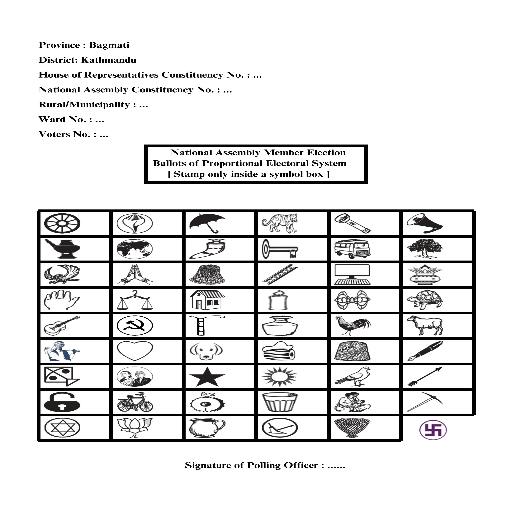 Province : Bagmati
District: Kathmandu
House of Representatives Constituency No. : ...
National Assembly Constituency No. : ...
Rural/Municipality : ...
Ward No. : ...
Voters No. : ...
National Assembly Member Election
Ballots of Proportional Electoral System
[ Stamp only inside a symbol box ]
Signature of Polling Officer : ......